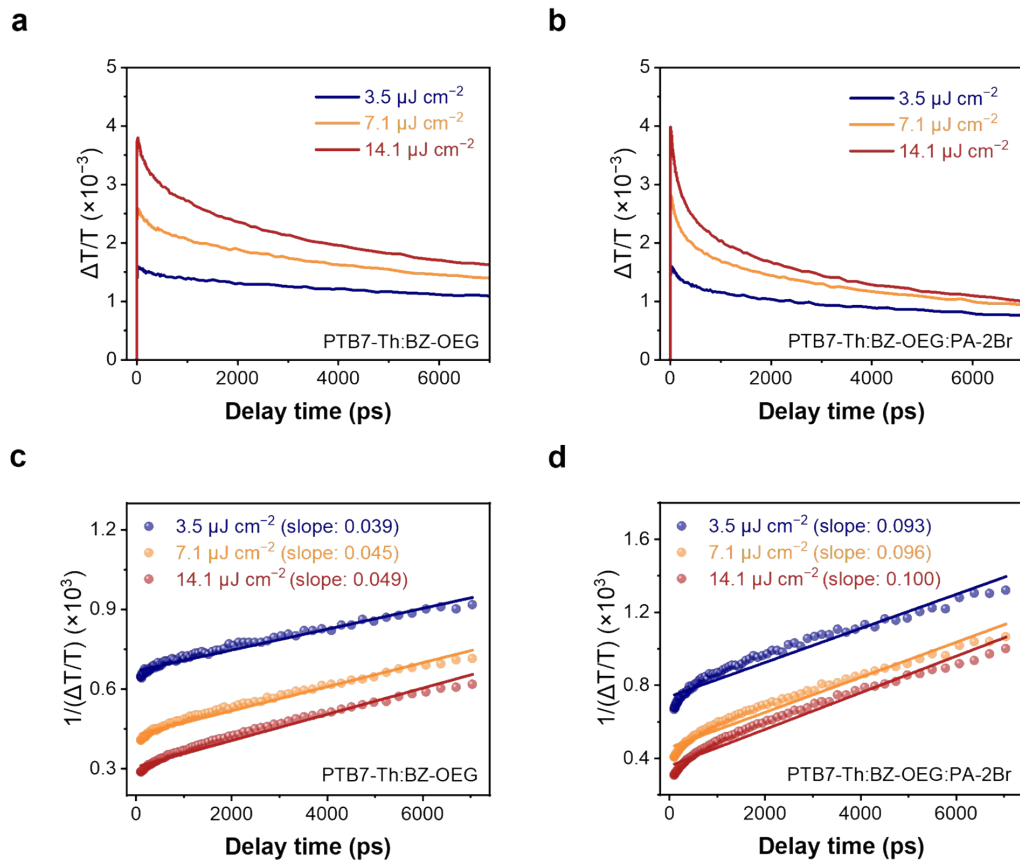 a
5
4
3
2
1
0
ΔT/T (×10⁻³)
3.5 µJ cm⁻²
7.1 µJ cm⁻²
14.1 µJ cm⁻²
PTB7-Th:BZ-OEG
0 2000 4000 6000
Delay time (ps)
b
5
4
3
2
1
0
ΔT/T (×10⁻³)
3.5 µJ cm⁻²
7.1 µJ cm⁻²
14.1 µJ cm⁻²
PTB7-Th:BZ-OEG:PA-2Br
0 2000 4000 6000
Delay time (ps)
c
1.2
0.9
0.6
0.3
1/(ΔT/T) (×10³)
3.5 µJ cm⁻² (slope: 0.039)
7.1 µJ cm⁻² (slope: 0.045)
14.1 µJ cm⁻² (slope: 0.049)
PTB7-Th:BZ-OEG
0 2000 4000 6000
Delay time (ps)
d
1.6
1.2
0.8
0.4
1/(ΔT/T) (×10³)
3.5 µJ cm⁻² (slope: 0.093)
7.1 µJ cm⁻² (slope: 0.096)
14.1 µJ cm⁻² (slope: 0.100)
PTB7-Th:BZ-OEG:PA-2Br
0 2000 4000 6000
Delay time (ps)